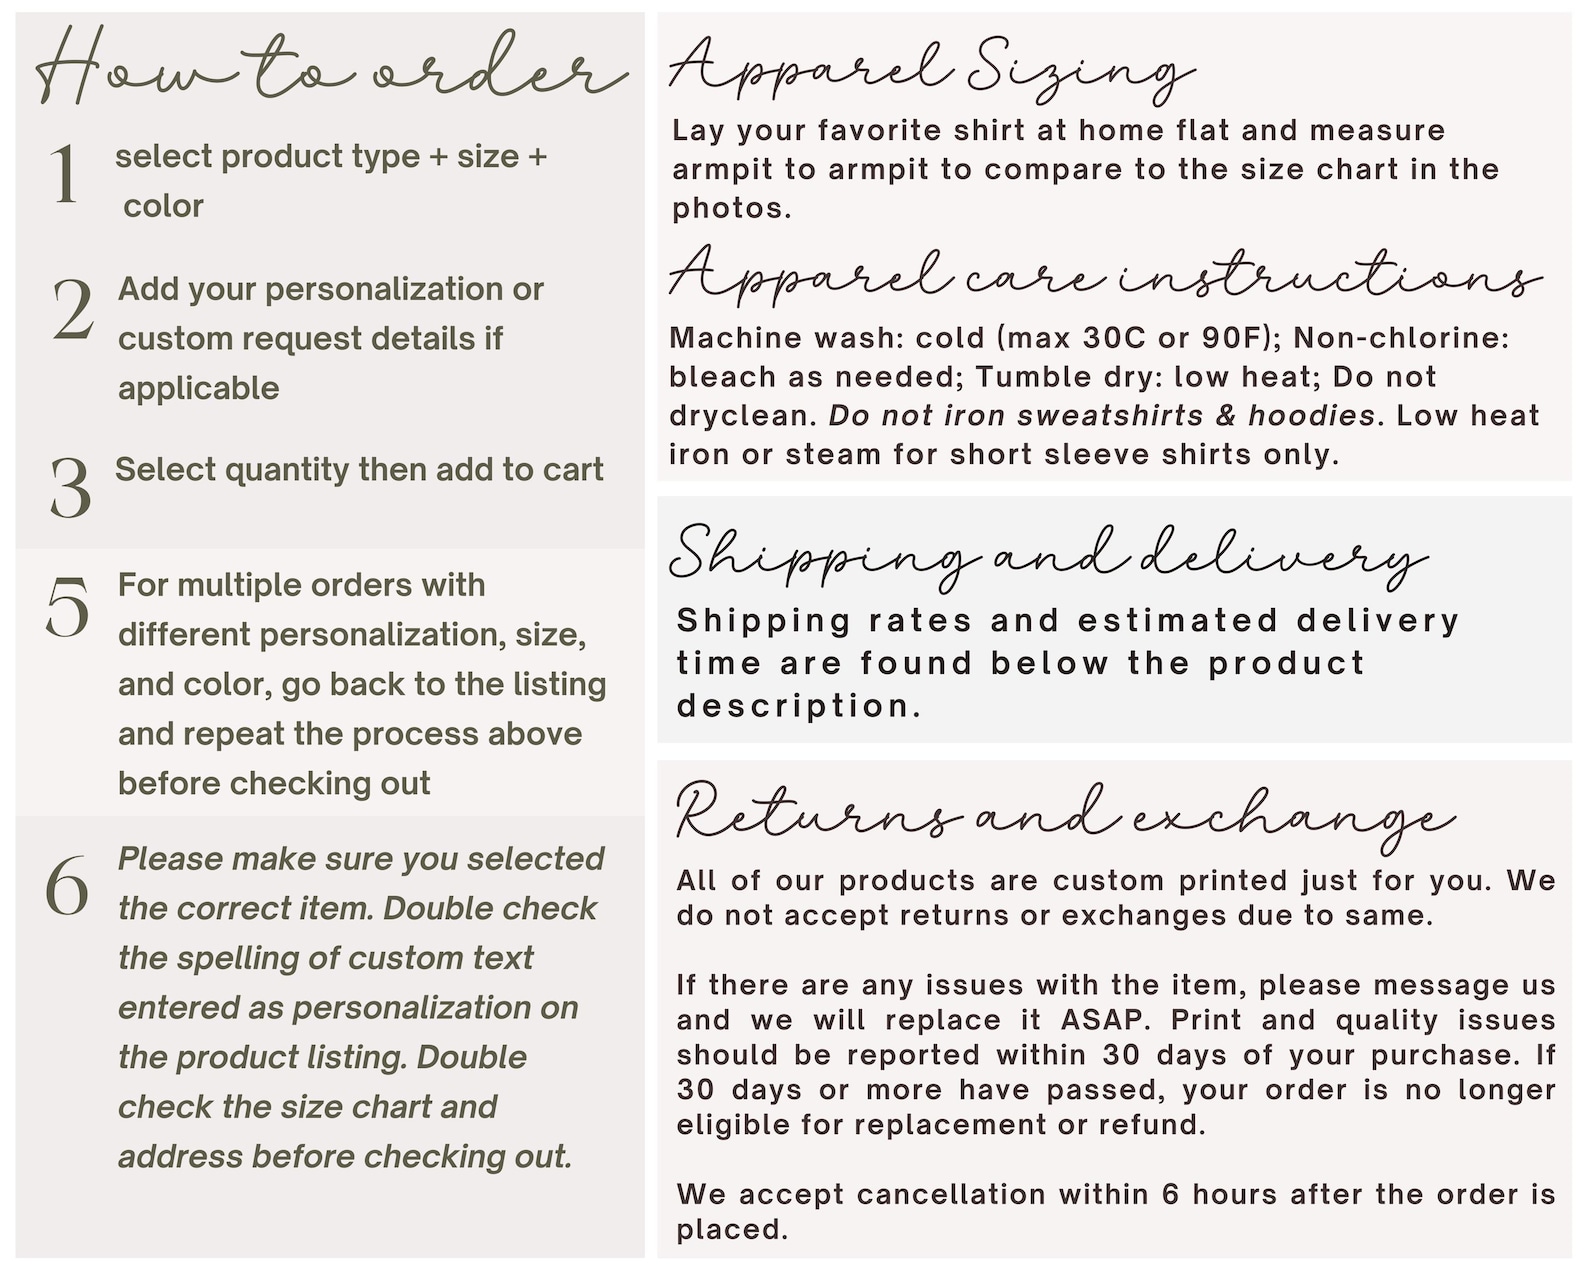 How to order
1 select product type + size +
color
2 Add your personalization or
custom request details if
applicable
3 Select quantity then add to cart
5 For multiple orders with
different personalization, size,
and color, go back to the listing
and repeat the process above
before checking out
6 Please make sure you selected
the correct item. Double check
the spelling of custom text
entered as personalization on
the product listing. Double
check the size chart and
address before checking out.
Apparel Sizing
Lay your favorite shirt at home flat and measure
armpit to armpit to compare to the size chart in the
photos.
Apparel care instructions
Machine wash: cold (max 30C or 90F); Non-chlorine:
bleach as needed; Tumble dry: low heat; Do not
dryclean. Do not iron sweatshirts & hoodies. Low heat
iron or steam for short sleeve shirts only.
Shipping and delivery
Shipping rates and estimated delivery
time are found below the product
description.
Returns and exchange
All of our products are custom printed just for you. We
do not accept returns or exchanges due to same.
If there are any issues with the item, please message us
and we will replace it ASAP. Print and quality issues
should be reported within 30 days of your purchase. If
30 days or more have passed, your order is no longer
eligible for replacement or refund.
We accept cancellation within 6 hours after the order is
placed.